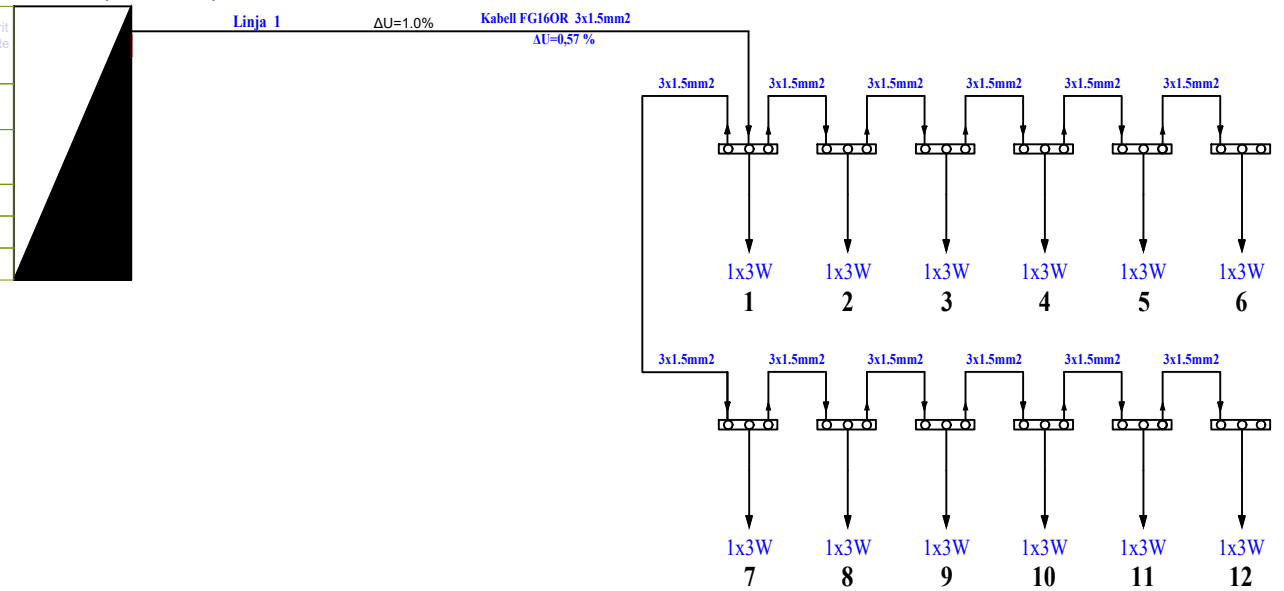 Linja 1
ΔU=1.0%
Kabell FG16OR 3x1.5mm2
ΔU=0,57 %
3x1.5mm2 3x1.5mm2 3x1.5mm2 3x1.5mm2 3x1.5mm2 3x1.5mm2
1x3W 1x3W 1x3W 1x3W 1x3W 1x3W
1 2 3 4 5 6
3x1.5mm2 3x1.5mm2 3x1.5mm2 3x1.5mm2 3x1.5mm2 3x1.5mm2
1x3W 1x3W 1x3W 1x3W 1x3W 1x3W
7 8 9 10 11 12